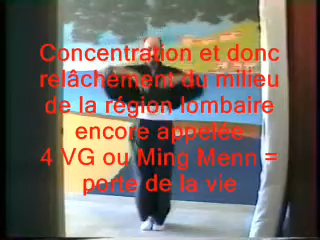 Concentration et donc
relâchement du milieu
de la région lombaire
encore appelée
4 VG ou Ming Menn =
porte de la vie